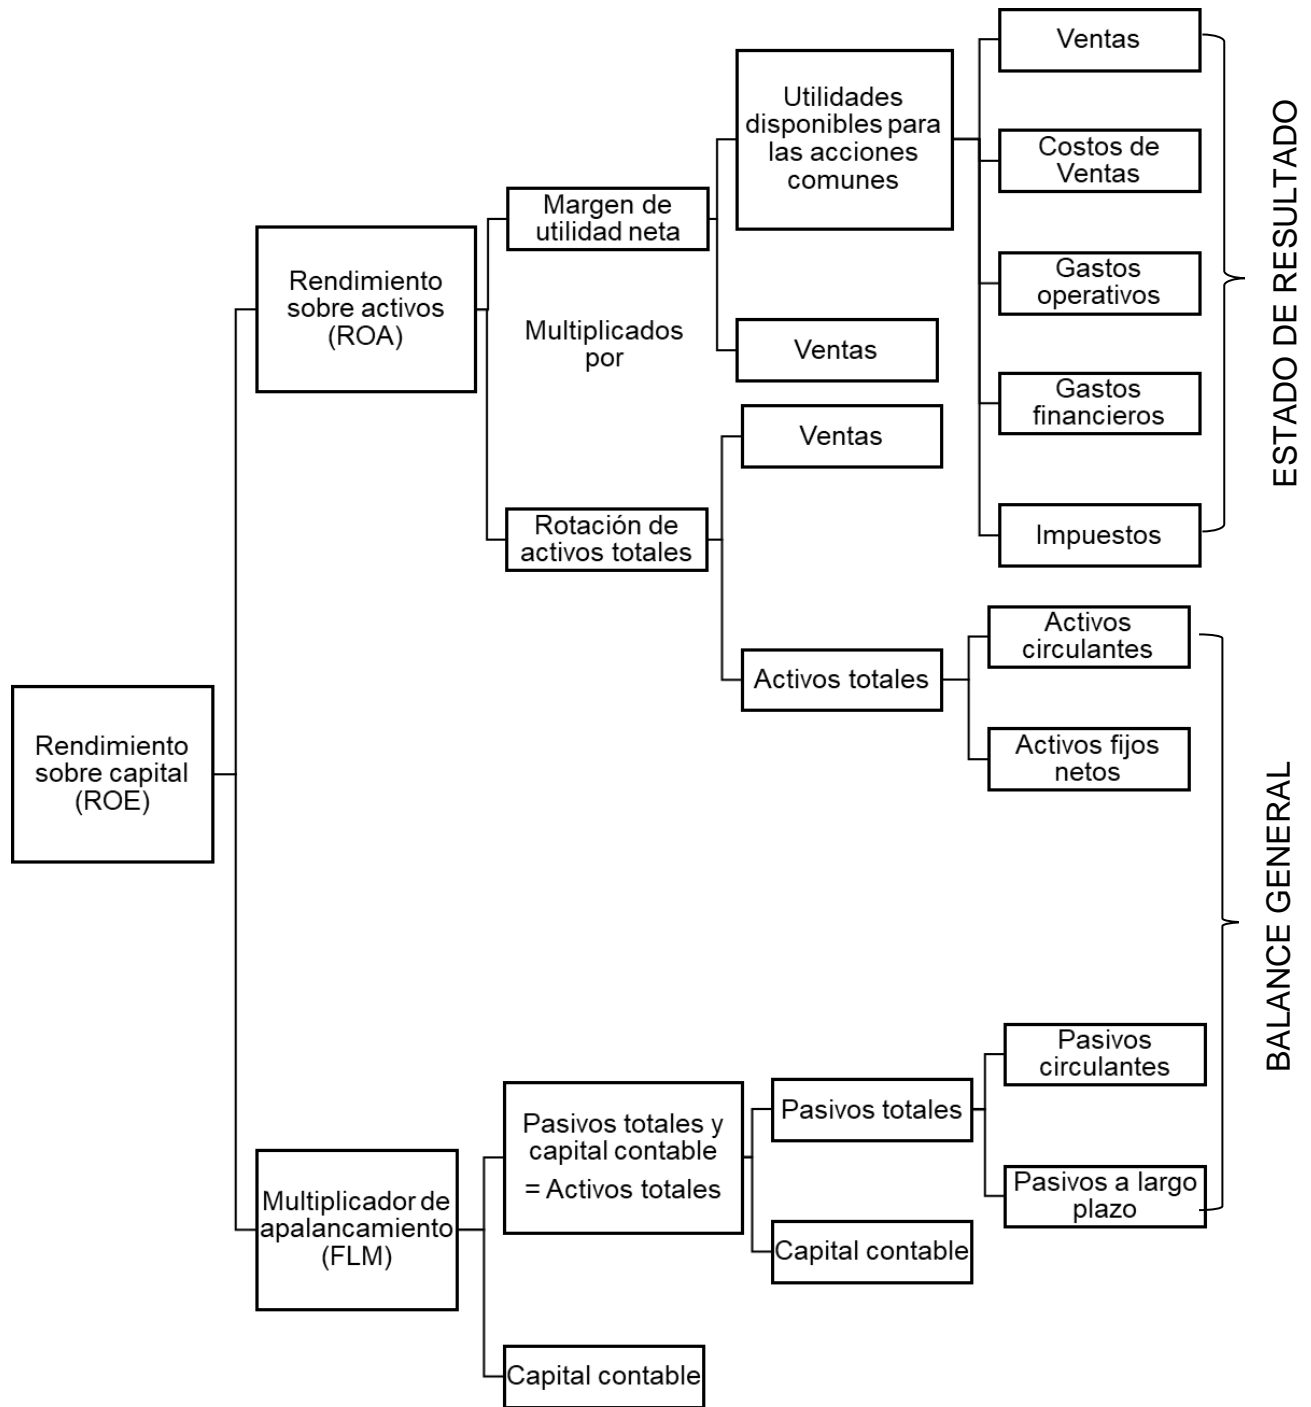 Ventas
Utilidades
disponibles para
las acciones
comunes
Costos de
Ventas
Margen de
utilidad neta
Gastos
operativos
Rendimiento
sobre activos
(ROA)
Multiplicados
por
Ventas
Gastos
financieros
Ventas
Rotación de
activos totales
Impuestos
ESTADO DE RESULTADO
Activos
circulantes
Activos totales
Activos fijos
netos
Rendimiento
sobre capital
(ROE)
BALANCE GENERAL
Pasivos
circulantes
Pasivos totales
Pasivos totales y
capital contable
= Activos totales
Pasivos a largo
plazo
Multiplicador de
apalancamiento
(FLM)
Capital contable
Capital contable